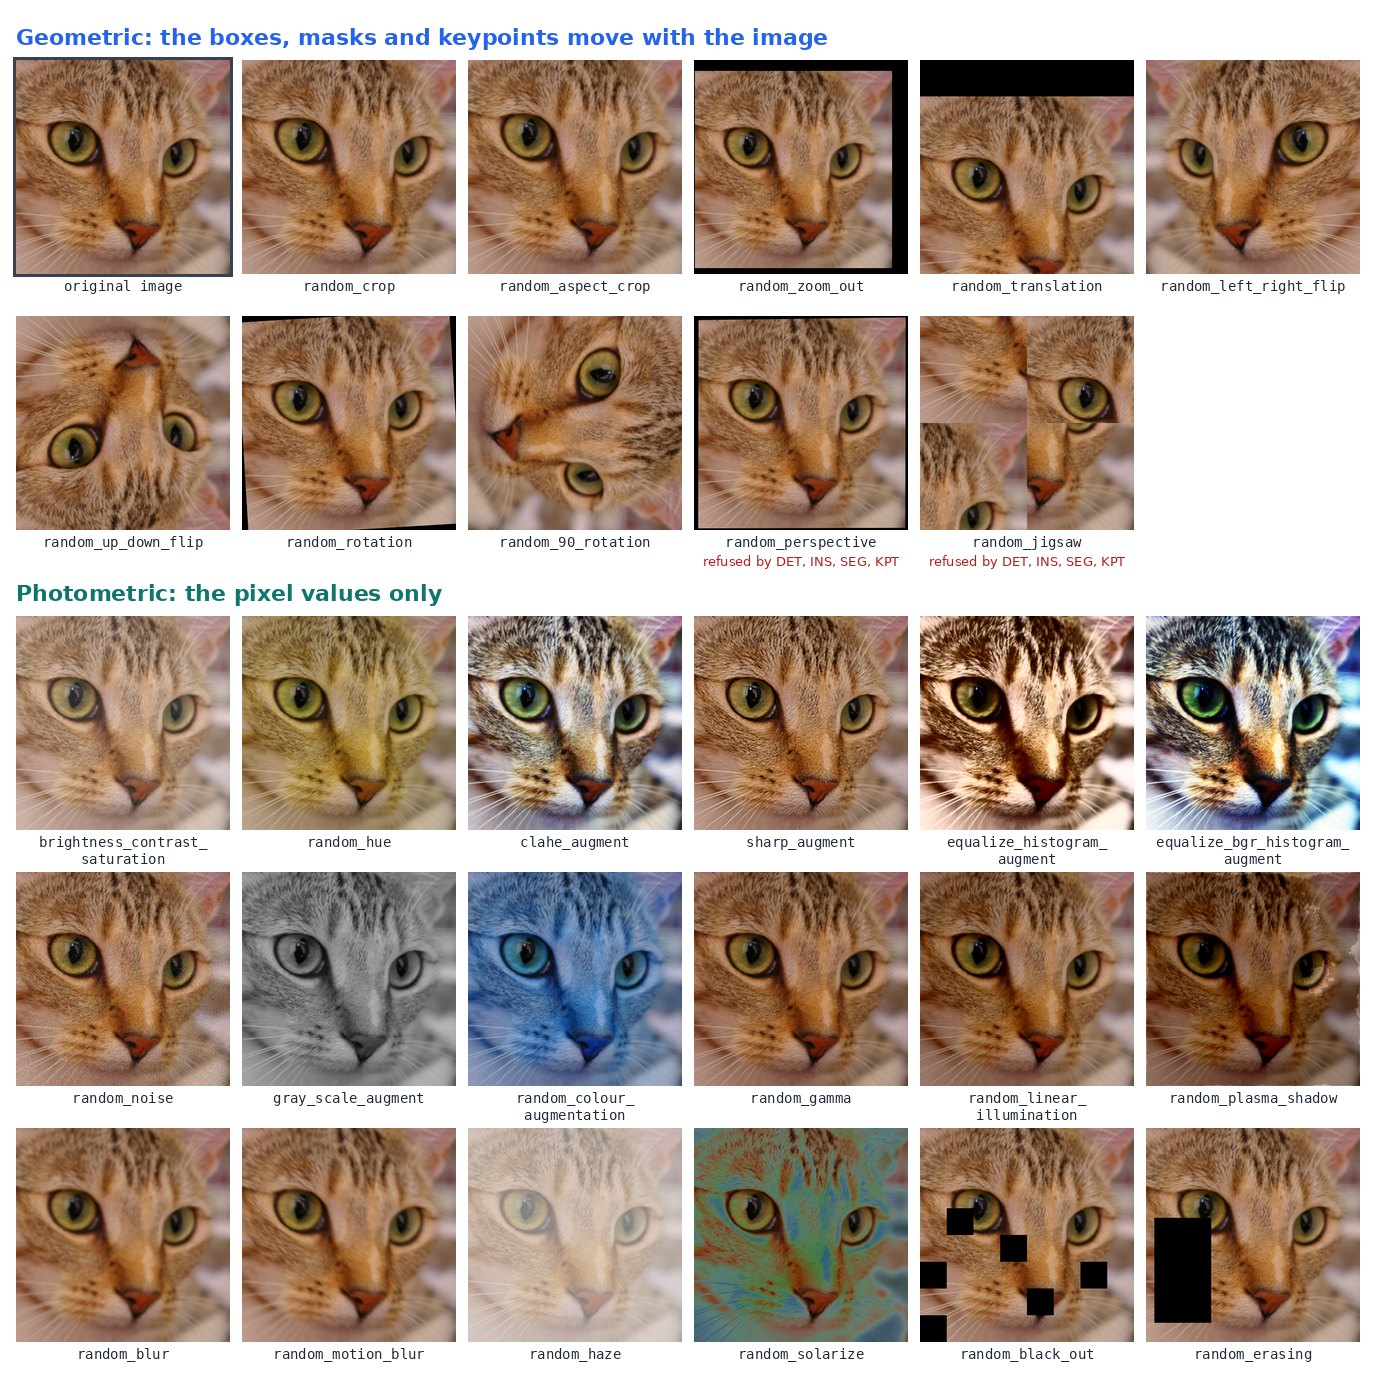 Geometric: the boxes, masks and keypoints move with the image
original image
random_crop
random_aspect_crop
random_zoom_out
random_translation
random_left_right_flip
random_up_down_flip
random_rotation
random_90_rotation
random_perspective
refused by DET, INS, SEG, KPT
random_jigsaw
refused by DET, INS, SEG, KPT
Photometric: the pixel values only
brightness_contrast_
saturation
random_hue
clahe_augment
sharp_augment
equalize_histogram_
augment
equalize_bgr_histogram_
augment
random_noise
gray_scale_augment
random_colour_
augmentation
random_gamma
random_linear_
illumination
random_plasma_shadow
random_blur
random_motion_blur
random_haze
random_solarize
random_black_out
random_erasing